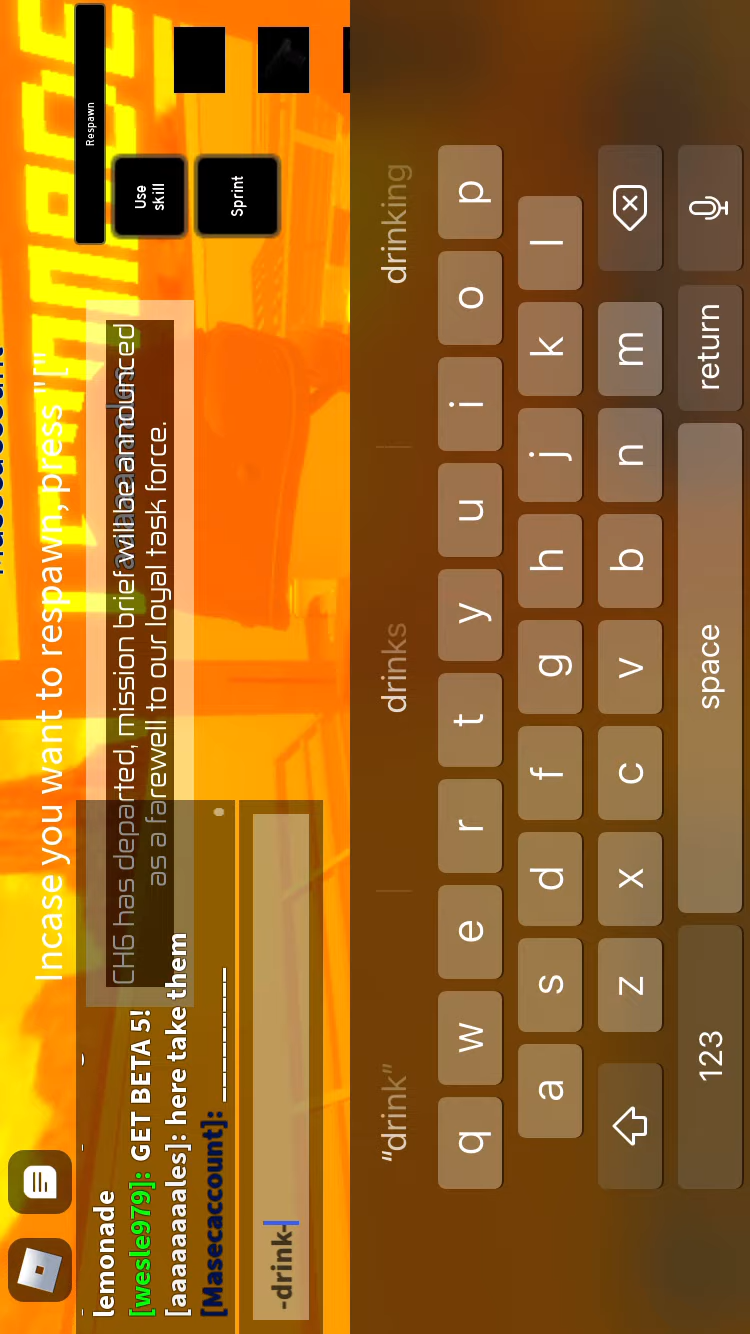 Respawn
Use
skill
Sprint
Incase you want to respawn, press "["
CH6 has departed, mission brief will be announced
as a farewell to our loyal task force.
lemonade
[wesle979]: GET BETA 5!
[aaaaaaaales]: here take them
[Masecaccount]: __________
-drink-
"drink" drinks drinking
q w e r t y u i o p
a s d f g h j k l
z x c v b n m
123 space return